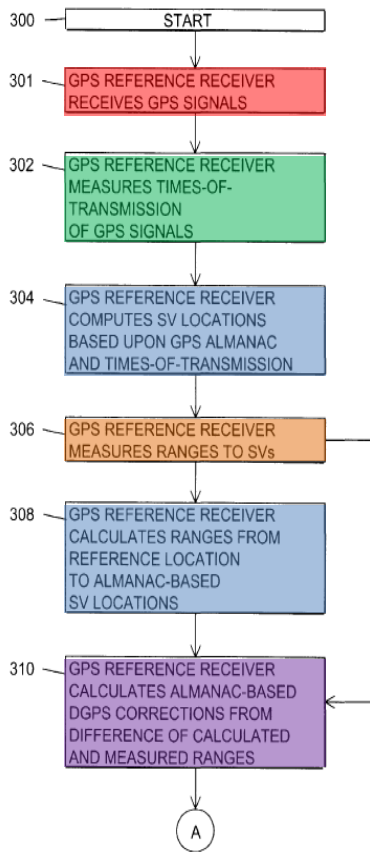 300
START
301
GPS REFERENCE RECEIVER
RECEIVES GPS SIGNALS
302
GPS REFERENCE RECEIVER
MEASURES TIMES-OF-
TRANSMISSION
OF GPS SIGNALS
304
GPS REFERENCE RECEIVER
COMPUTES SV LOCATIONS
BASED UPON GPS ALMANAC
AND TIMES-OF-TRANSMISSION
306
GPS REFERENCE RECEIVER
MEASURES RANGES TO SVs
308
GPS REFERENCE RECEIVER
CALCULATES RANGES FROM
REFERENCE LOCATION
TO ALMANAC-BASED
SV LOCATIONS
310
GPS REFERENCE RECEIVER
CALCULATES ALMANAC-BASED
DGPS CORRECTIONS FROM
DIFFERENCE OF CALCULATED
AND MEASURED RANGES
A